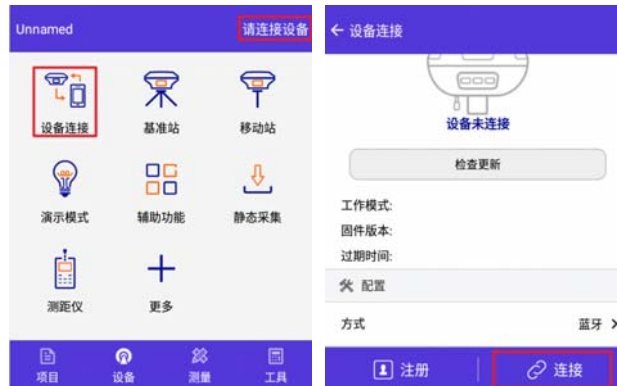 Unnamed 请连接设备
设备连接 基准站 移动站
演示模式 辅助功能 静态采集
测距仪 更多
项目 设备 测量 工具
设备连接
设备未连接
检查更新
工作模式:
固件版本:
过期时间:
配置
方式 蓝牙
注册 连接